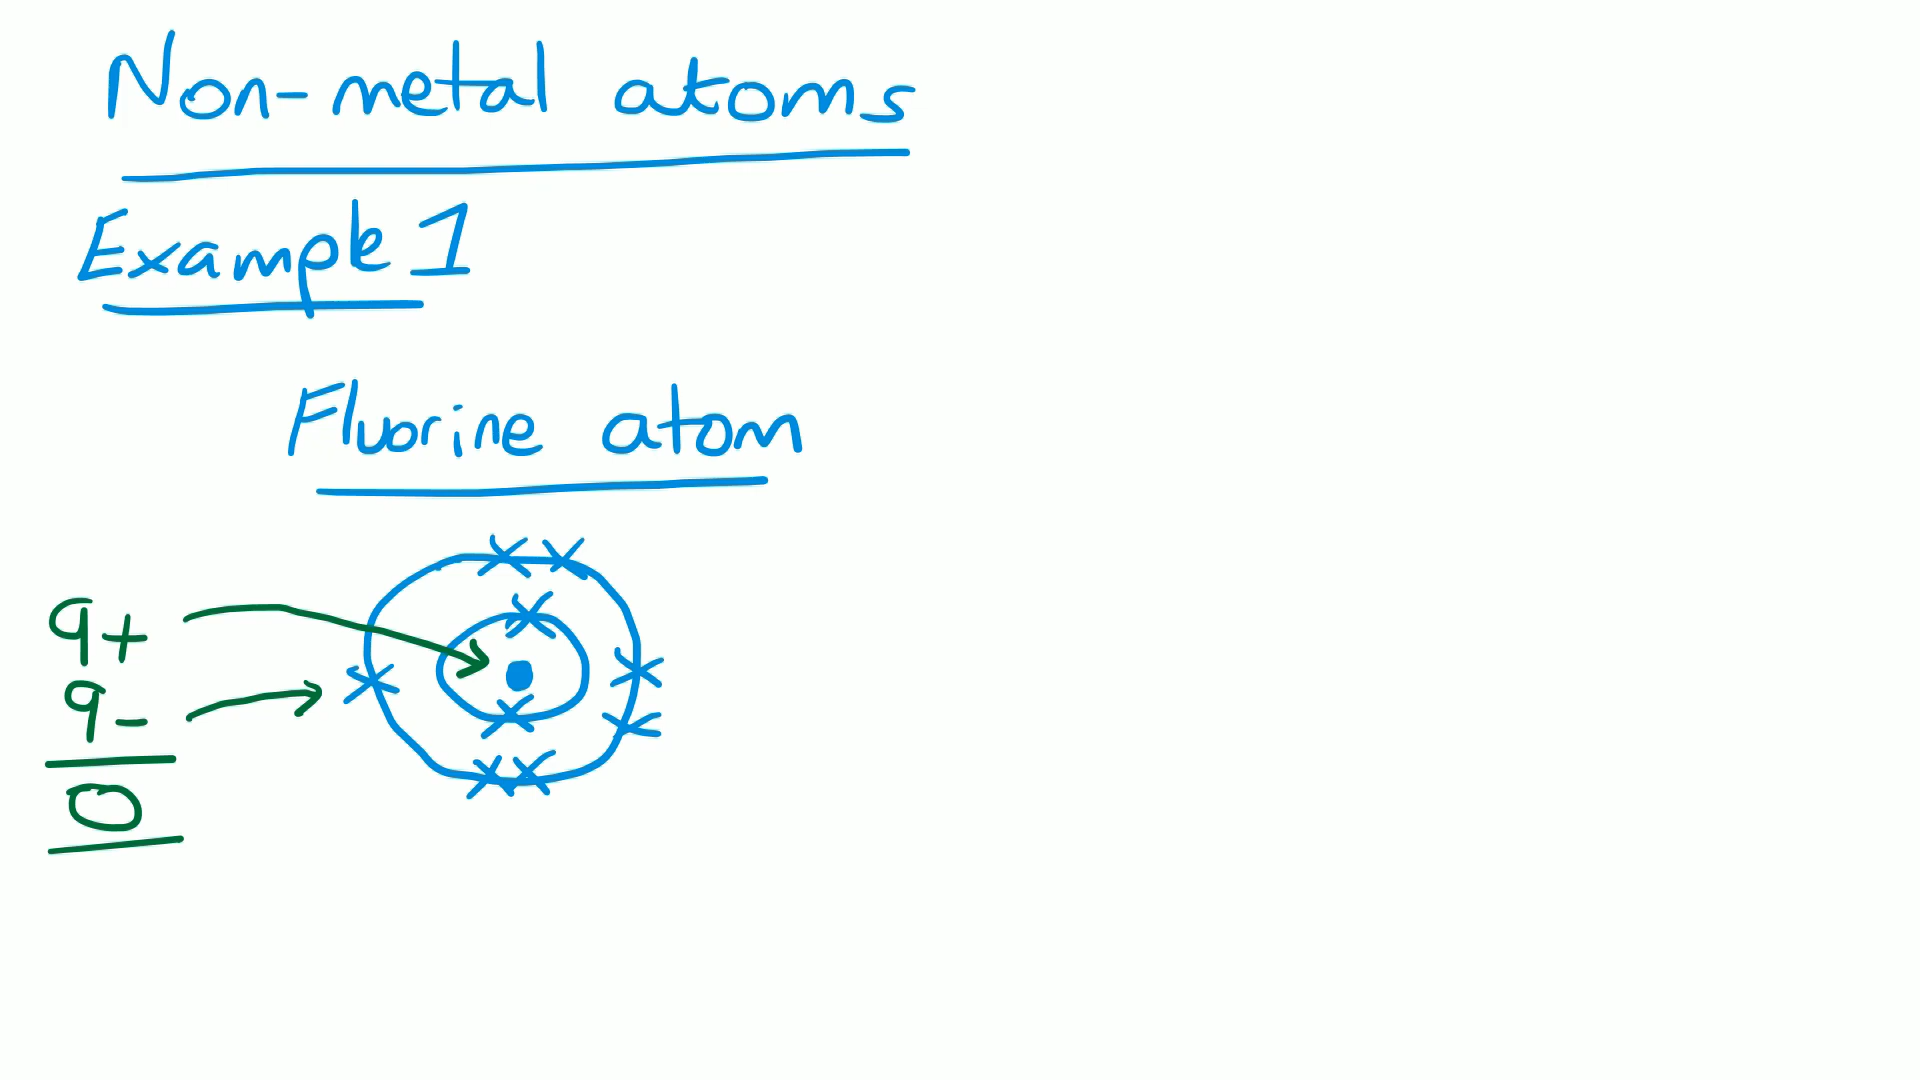 Non-metal atoms
Example 1
Fluorine atom
9+
9-
0